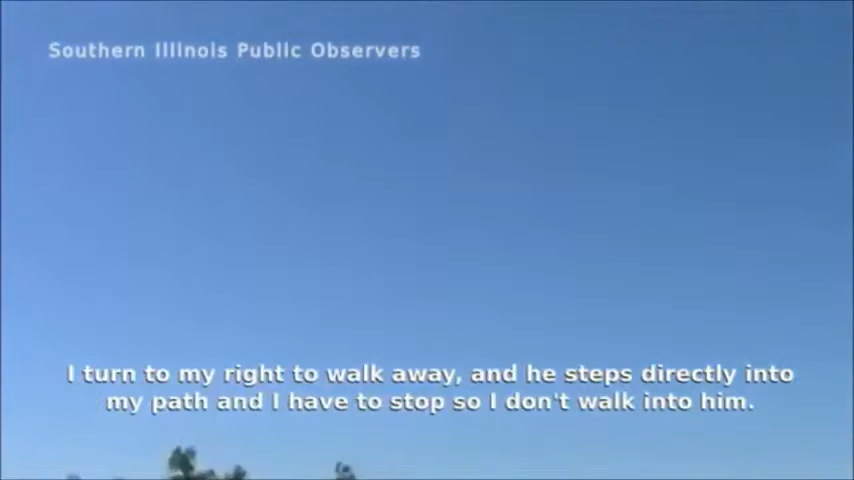 Southern Illinois Public Observers
I turn to my right to walk away, and he steps directly into
my path and I have to stop so I don't walk into him.